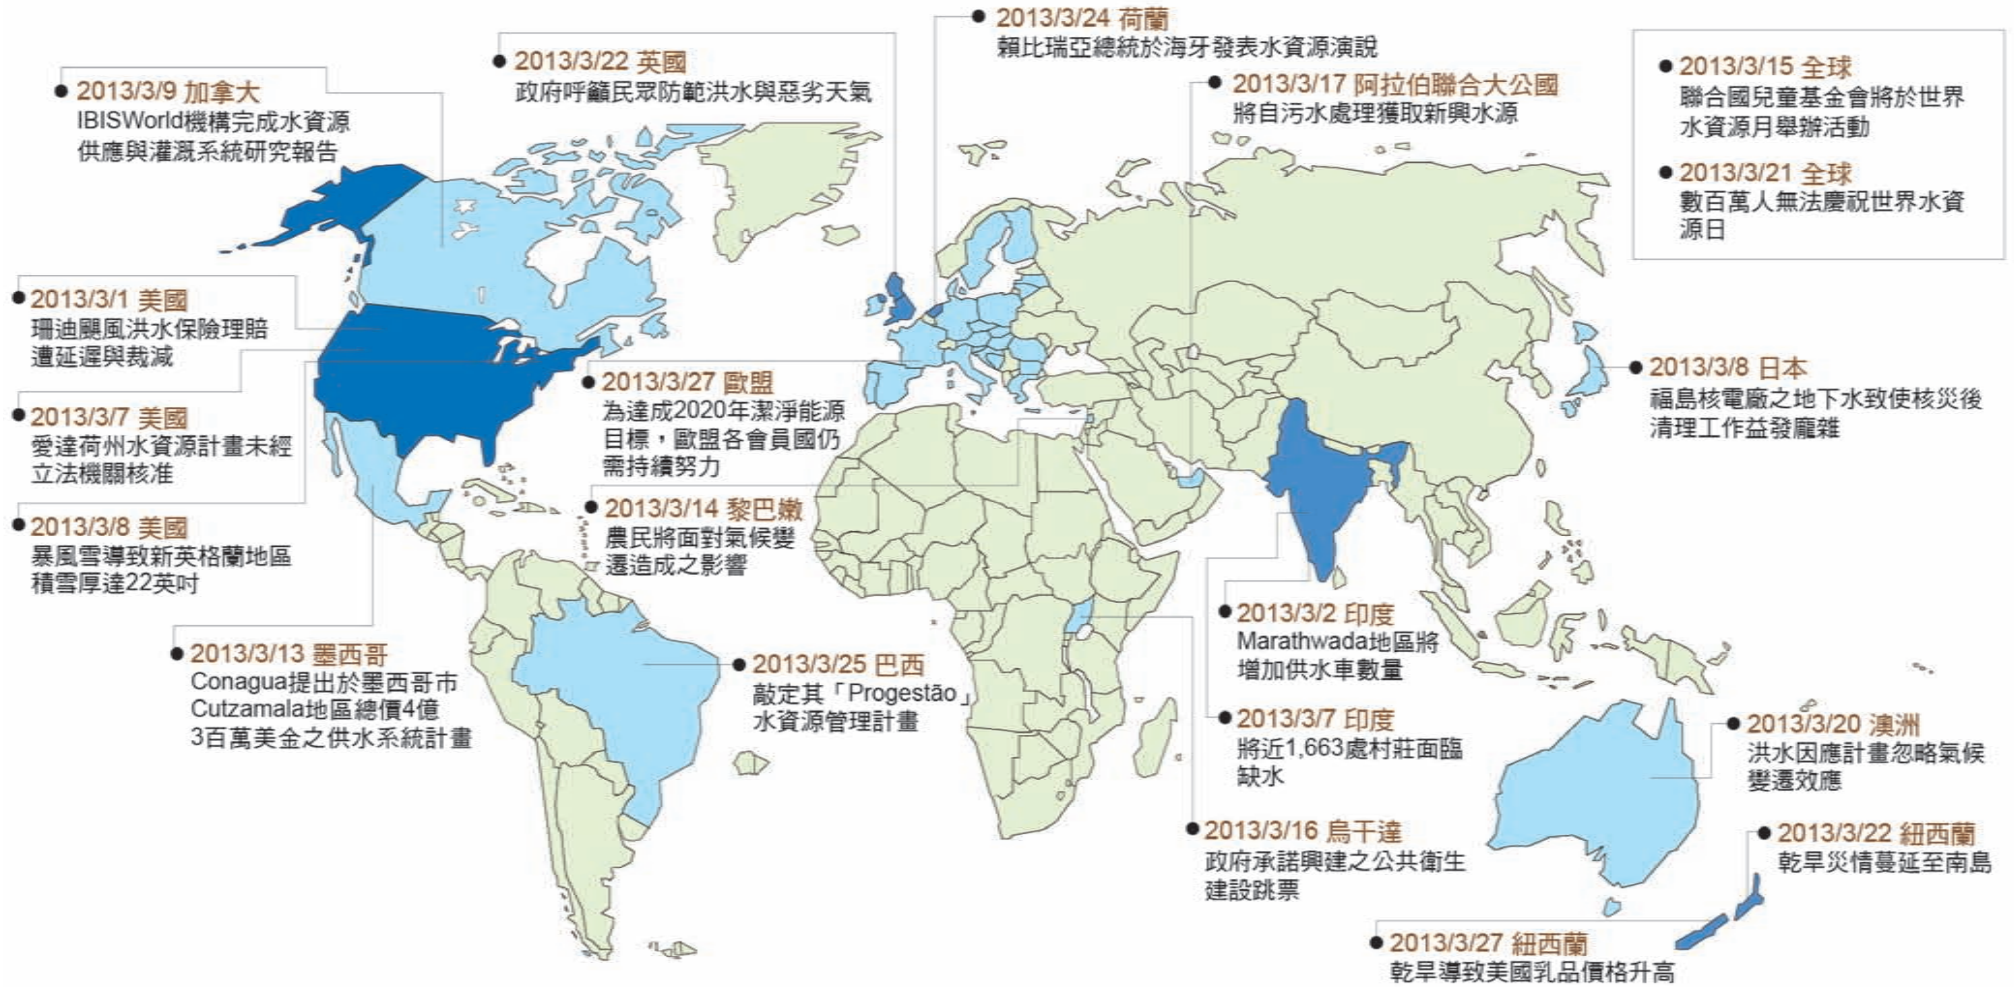 2013/3/24 荷蘭
賴比瑞亞總統於海牙發表水資源演說
2013/3/22 英國
政府呼籲民眾防範洪水與惡劣天氣
2013/3/9 加拿大
IBISWorld機構完成水資源
供應與灌溉系統研究報告
2013/3/17 阿拉伯聯合大公國
將自污水處理獲取新興水源
2013/3/15 全球
聯合國兒童基金會將於世界
水資源月舉辦活動
2013/3/21 全球
數百萬人無法慶祝世界水資
源日
2013/3/1 美國
珊迪颶風洪水保險理賠
遭延遲與裁減
2013/3/7 美國
愛達荷州水資源計畫未經
立法機關核准
2013/3/8 美國
暴風雪導致新英格蘭地區
積雪厚達22英吋
2013/3/27 歐盟
為達成2020年潔淨能源
目標，歐盟各會員國仍
需持續努力
2013/3/14 黎巴嫩
農民將面對氣候變
遷造成之影響
2013/3/8 日本
福島核電廠之地下水致使核災後
清理工作益發龐雜
2013/3/13 墨西哥
Conagua提出於墨西哥市
Cutzamala地區總價4億
3百萬美金之供水系統計畫
2013/3/25 巴西
敲定其「Progestão」
水資源管理計畫
2013/3/2 印度
Marathwada地區將
增加供水車數量
2013/3/7 印度
將近1,663處村莊面臨
缺水
2013/3/16 烏干達
政府承諾興建之公共衛生
建設跳票
2013/3/20 澳洲
洪水因應計畫忽略氣候
變遷效應
2013/3/22 紐西蘭
乾旱災情蔓延至南島
2013/3/27 紐西蘭
乾旱導致美國乳品價格升高